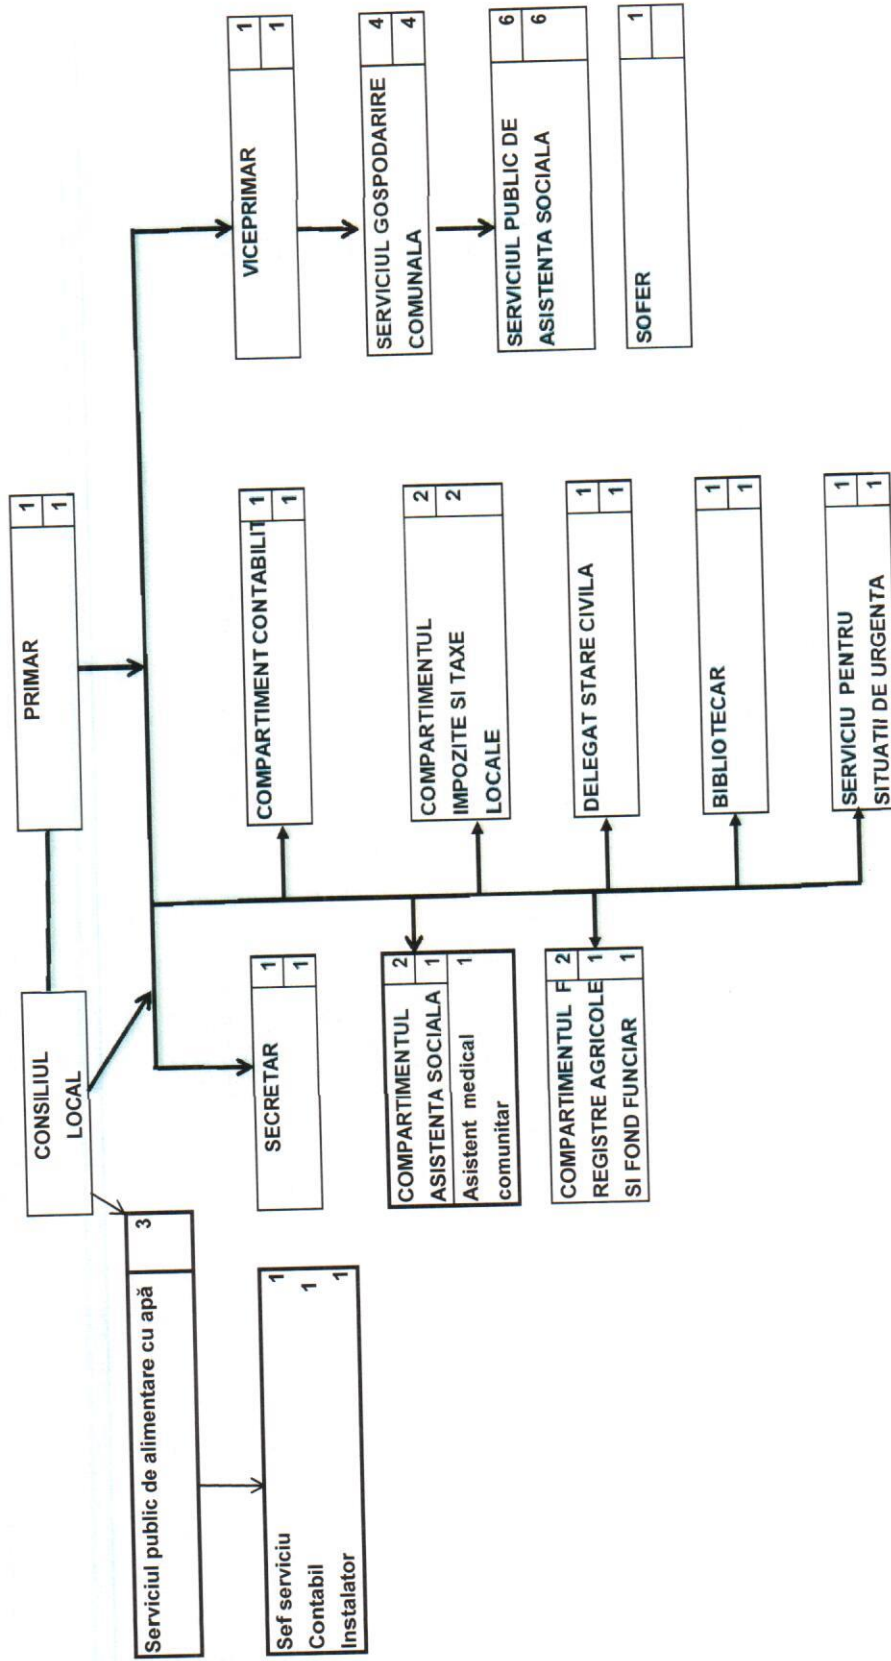 CONSILIUL
LOCAL
PRIMAR
1
1
Serviciul public de alimentare cu apă
3
Sef serviciu
1
Contabil
1
Instalator
1
SECRETAR
1
1
COMPARTIMENTUL
2
ASISTENTA SOCIALA
1
Asistent medical
1
comunitar
COMPARTIMENTUL F
2
REGISTRE AGRICOLE
1
SI FOND FUNCIAR
1
COMPARTIMENT CONTABILIT
1
1
COMPARTIMENTUL
2
IMPOZITE SI TAXE
2
LOCALE
DELEGAT STARE CIVILA
1
1
BIBLIOTECAR
1
1
SERVICIU PENTRU
1
SITUATII DE URGENTA
1
VICEPRIMAR
1
1
SERVICIUL GOSPODARIRE
4
COMUNALA
4
SERVICIUL PUBLIC DE
6
ASISTENTA SOCIALA
6
SOFER
1